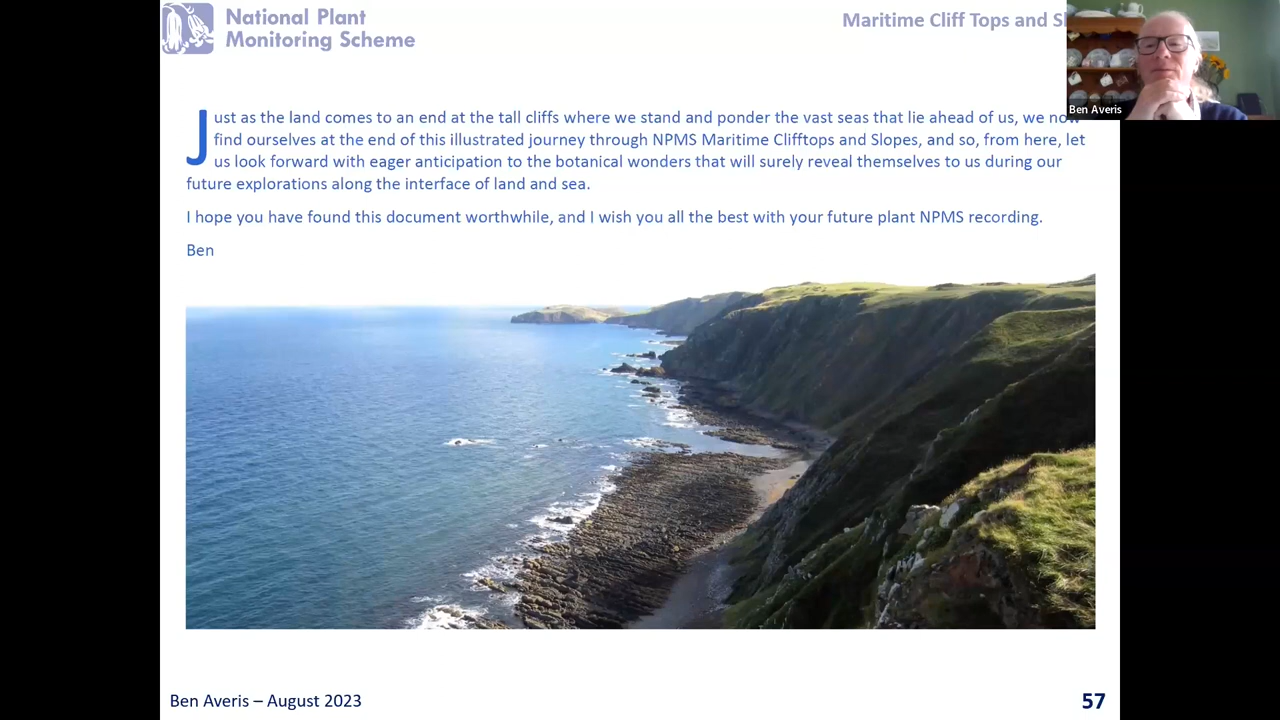 National Plant
Monitoring Scheme
Maritime Cliff Tops and
Ben Averis
Just as the land comes to an end at the tall cliffs where we stand and ponder the vast seas that lie ahead of us, we now
find ourselves at the end of this illustrated journey through NPMS Maritime Clifftops and Slopes, and so, from here, let
us look forward with eager anticipation to the botanical wonders that will surely reveal themselves to us during our
future explorations along the interface of land and sea.
I hope you have found this document worthwhile, and I wish you all the best with your future plant NPMS recording.
Ben
Ben Averis – August 2023
57